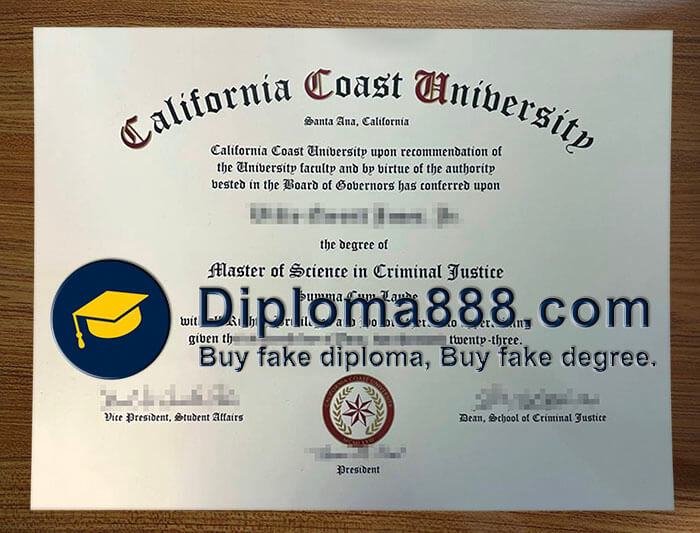 California Coast University
Santa Ana, California
California Coast University upon recommendation of
the University faculty and by virtue of the authority
vested in the Board of Governors has conferred upon
the degree of
Master of Science in Criminal Justice
Summa Cum Laude
Diploma888.com
given twenty-three.
Buy fake diploma, Buy fake degree.
Vice President, Student Affairs
Dean, School of Criminal Justice
President